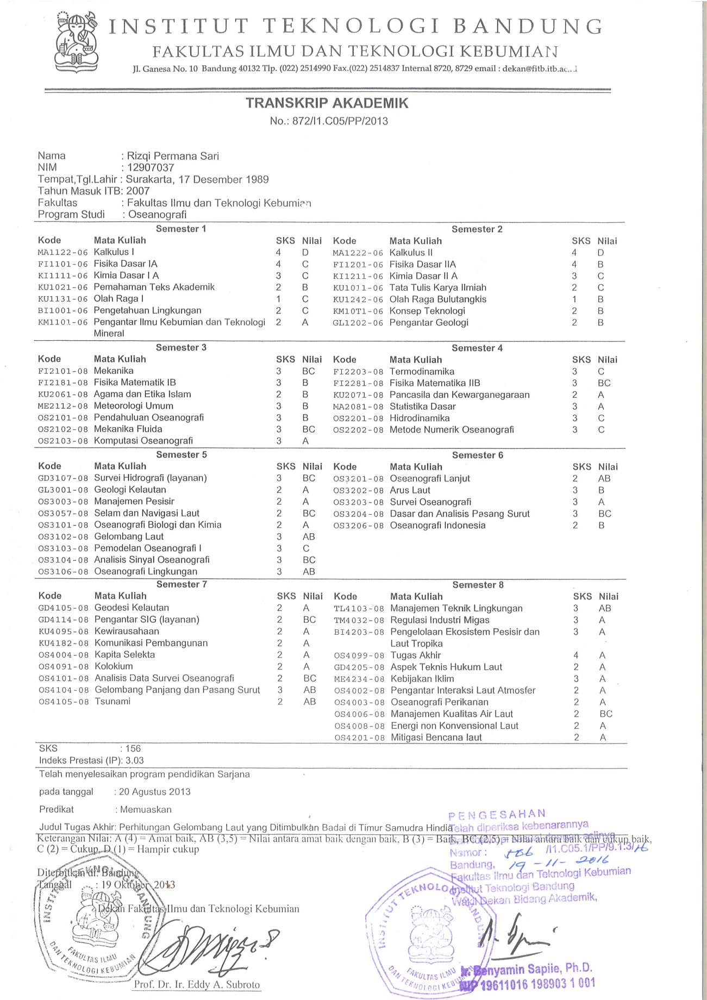 INSTITUT TEKNOLOGI BANDUNG
FAKULTAS ILMU DAN TEKNOLOGI KEBUMIAN
Jl. Ganesa No. 10 Bandung 40132 Tlp. (022) 2514990 Fax.(022) 2514837 Internal 8720, 8729 email :
TRANSKRIP AKADEMIK
No.: 872/I1.C05/PP/2013
Nama : Rizqi Permana Sari
NIM : 12907037
Tempat,Tgl.Lahir : Surakarta, 17 Desember 1989
Tahun Masuk ITB: 2007
Fakultas : Fakultas Ilmu dan Teknologi Kebumian
Program Studi : Oseanografi
Semester 1
Kode Mata Kuliah SKS Nilai
MA1122-06 Kalkulus I 4 D
FI1101-06 Fisika Dasar IA 4 C
KI1111-06 Kimia Dasar I A 3 C
KU1021-06 Pemahaman Teks Akademik 2 B
KU1131-06 Olah Raga I 1 C
BI1001-06 Pengetahuan Lingkungan 2 C
KM1101-06 Pengantar Ilmu Kebumian dan Teknologi 2 A
Mineral
Semester 2
Kode Mata Kuliah SKS Nilai
MA1222-06 Kalkulus II 4 D
FI1201-06 Fisika Dasar IIA 4 B
KI1211-06 Kimia Dasar II A 3 C
KU1011-06 Tata Tulis Karya Ilmiah 2 C
KU1242-06 Olah Raga Bulutangkis 1 B
KM10T1-06 Konsep Teknologi 2 B
GL1202-06 Pengantar Geologi 2 B
Semester 3
Kode Mata Kuliah SKS Nilai
FI2101-08 Mekanika 3 BC
FI2181-08 Fisika Matematik IB 3 B
KU2061-08 Agama dan Etika Islam 2 B
ME2112-08 Meteorologi Umum 3 B
OS2101-08 Pendahuluan Oseanografi 3 B
OS2102-08 Mekanika Fluida 3 BC
OS2103-08 Komputasi Oseanografi 3 A
Semester 4
Kode Mata Kuliah SKS Nilai
FI2203-08 Termodinamika 3 C
FI2281-08 Fisika Matematika IIB 3 BC
KU2071-08 Pancasila dan Kewarganegaraan 2 A
MA2081-08 Statistika Dasar 3 A
OS2201-08 Hidrodinamika 3 C
OS2202-08 Metode Numerik Oseanografi 3 C
Semester 5
Kode Mata Kuliah SKS Nilai
GD3107-08 Survei Hidrografi (layanan) 3 BC
GL3001-08 Geologi Kelautan 2 A
OS3003-08 Manajemen Pesisir 2 A
OS3057-08 Selam dan Navigasi Laut 2 BC
OS3101-08 Oseanografi Biologi dan Kimia 2 A
OS3102-08 Gelombang Laut 3 AB
OS3103-08 Pemodelan Oseanografi I 3 C
OS3104-08 Analisis Sinyal Oseanografi 3 BC
OS3106-08 Oseanografi Lingkungan 3 AB
Semester 6
Kode Mata Kuliah SKS Nilai
OS3201-08 Oseanografi Lanjut 2 AB
OS3202-08 Arus Laut 3 B
OS3203-08 Survei Oseanografi 3 A
OS3204-08 Dasar dan Analisis Pasang Surut 3 BC
OS3206-08 Oseanografi Indonesia 2 B
Semester 7
Kode Mata Kuliah SKS Nilai
GD4105-08 Geodesi Kelautan 2 A
GD4114-08 Pengantar SIG (layanan) 2 BC
KU4095-08 Kewirausahaan 2 A
KU4182-08 Komunikasi Pembangunan 2 A
OS4004-08 Kapita Selekta 2 A
OS4091-08 Kolokium 2 A
OS4101-08 Analisis Data Survei Oseanografi 2 BC
OS4104-08 Gelombang Panjang dan Pasang Surut 3 AB
OS4105-08 Tsunami 2 AB
Semester 8
Kode Mata Kuliah SKS Nilai
TL4103-08 Manajemen Teknik Lingkungan 3 AB
TM4032-08 Regulasi Industri Migas 3 A
BI4203-08 Pengelolaan Ekosistem Pesisir dan 3 A
Laut Tropika
OS4099-08 Tugas Akhir 4 A
GD4205-08 Aspek Teknis Hukum Laut 2 A
ME4234-08 Kebijakan Iklim 3 A
OS4002-08 Pengantar Interaksi Laut Atmosfer 2 A
OS4003-08 Oseanografi Perikanan 2 A
OS4006-08 Manajemen Kualitas Air Laut 2 BC
OS4008-08 Energi non Konvensional Laut 2 A
OS4201-08 Mitigasi Bencana laut 2 A
SKS : 156
Indeks Prestasi (IP): 3.03
Telah menyelesaikan program pendidikan Sarjana
pada tanggal : 20 Agustus 2013
Predikat : Memuaskan
Judul Tugas Akhir: Perhitungan Gelombang Laut yang Ditimbulkan Badai di Timur Samudra Hindia
Keterangan Nilai: A (4) = Amat baik, AB (3,5) = Nilai antara amat baik dengan baik, B (3) = Baik, BC (2,5) = Nilai antara baik dan cukup baik,
C (2) = Cukup, D (1) = Hampir cukup
PENGESAHAN
Telah diperiksa kebenarannya
dengan aslinya
Nomor : /I1.C05.1/PP/9.1.3/16
Bandung, 19-11-2016
Fakultas Ilmu dan Teknologi Kebumian
Institut Teknologi Bandung
Wakil Dekan Bidang Akademik,
Ir. Benyamin Sapiie, Ph.D.
NIP 19611016 198903 1 001
Diterbitkan di: Bandung
Tanggal : 19 Oktober 2013
Dekan Fakultas Ilmu dan Teknologi Kebumian
Prof. Dr. Ir. Eddy A. Subroto
INSTITUT TEKNOLOGI BANDUNG
FAKULTAS ILMU
DAN TEKNOLOGI KEBUMIAN
INSTITUT TEKNOLOGI BANDUNG
FAKULTAS ILMU
DAN TEKNOLOGI KEBUMIAN